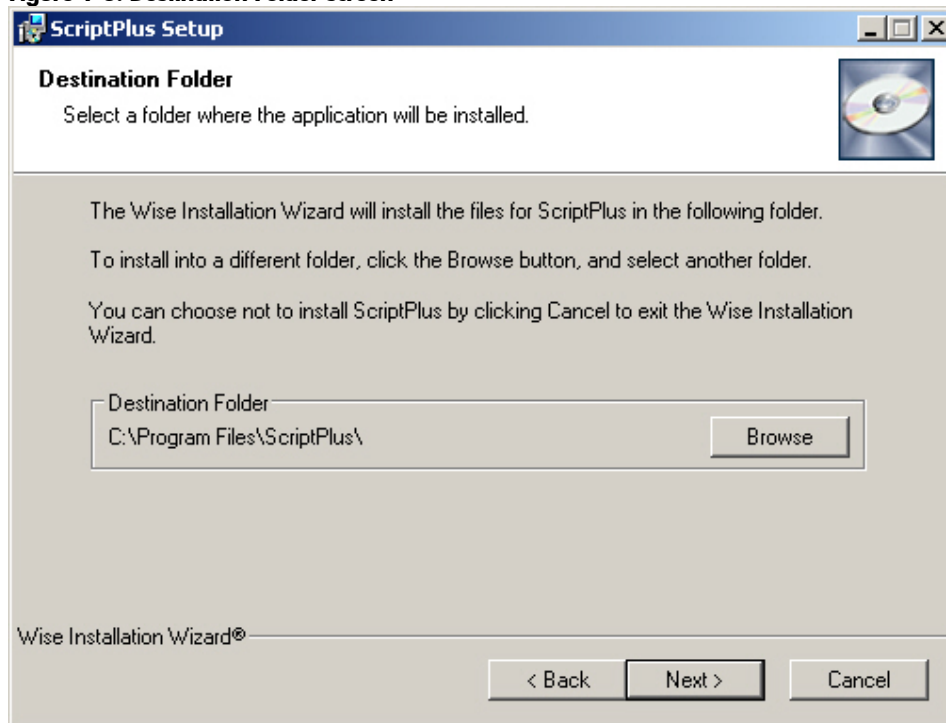 ScriptPlus Setup
Destination Folder
Select a folder where the application will be installed.
The Wise Installation Wizard will install the files for ScriptPlus in the following folder.
To install into a different folder, click the Browse button, and select another folder.
You can choose not to install ScriptPlus by clicking Cancel to exit the Wise Installation
Wizard.
Destination Folder
C:\Program Files\ScriptPlus\
Browse
Wise Installation Wizard®
< Back
Next >
Cancel